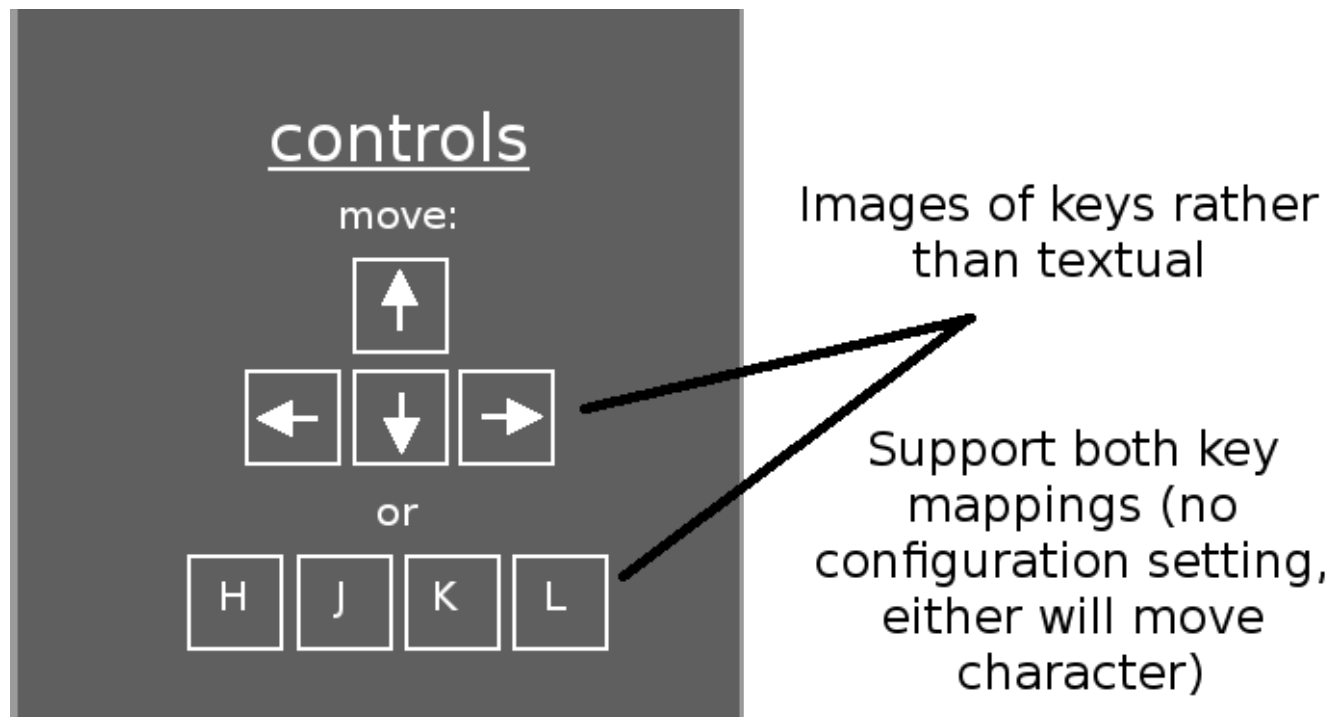 controls
move:
or
H J K L
Images of keys rather
than textual
Support both key
mappings (no
configuration setting,
either will move
character)